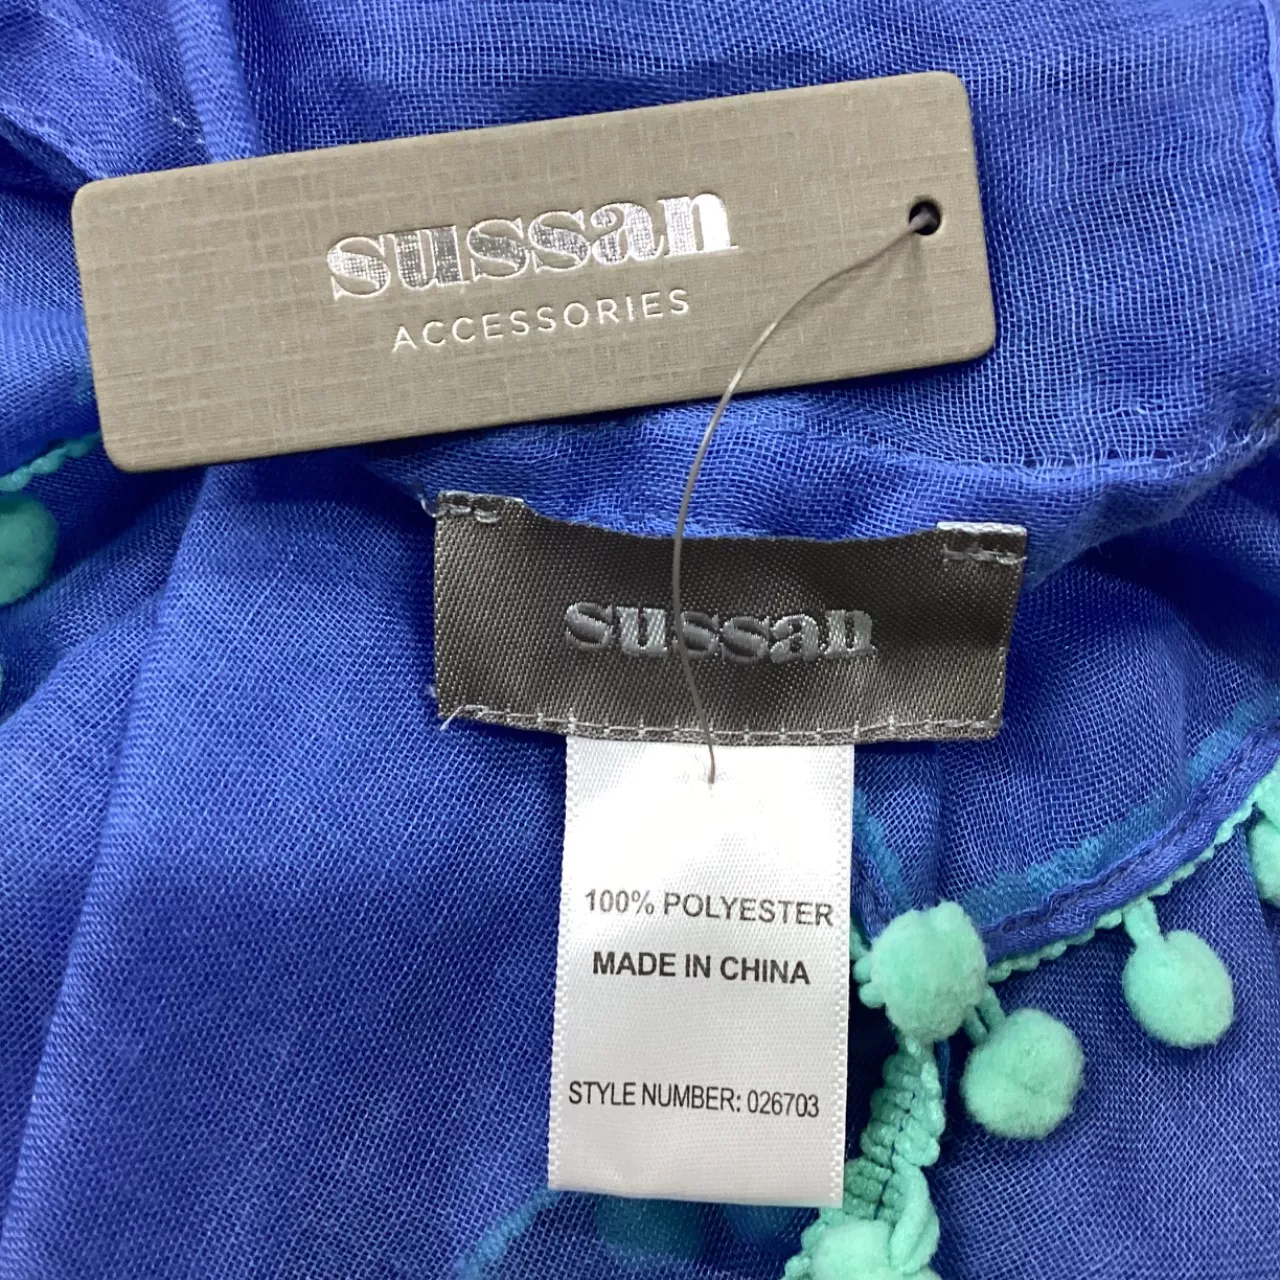 sussan
ACCESSORIES
sussan
100% POLYESTER
MADE IN CHINA
STYLE NUMBER: 026703